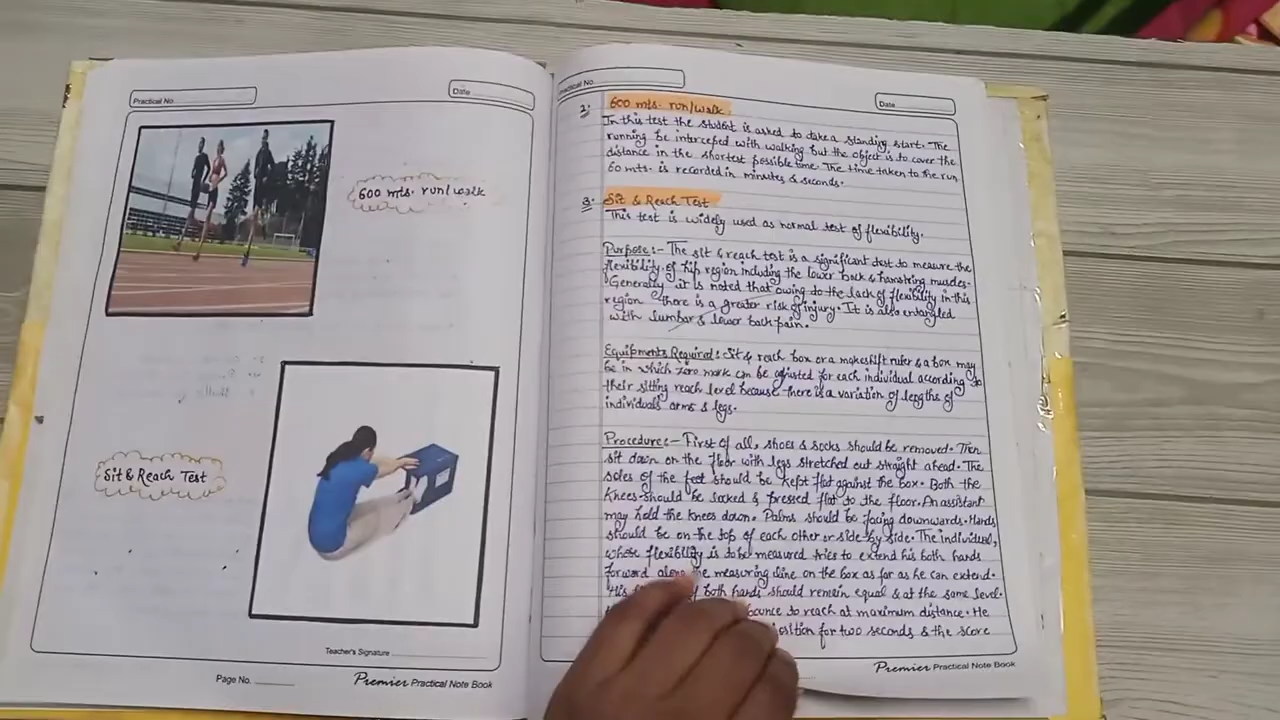 Practical No.
Date
600 mts. run/walk
Sit & Reach Test
Teacher's Signature
Page No.
Premier Practical Note Book
Practical No.
Date
2. 600 mts. run/walk
In this test the student is asked to take a standing start. The
running be intercepted with walking but the object is to cover the
distance in the shortest possible time. The time taken to the run
60 mts. is recorded in minutes & seconds.
3. Sit & Reach Test
This test is widely used as normal test of flexibility.
Purpose:- The sit & reach test is a significant test to measure the
flexibility of hip region including the lower back & hamstring muscles.
Generally it is noted that owing to the lack of flexibility in this
region there is a greater risk of injury. It is also entangled
with lumbar & lower back pain.
Equipments Required: Sit & reach box or a makeshift ruler & a box may
be in which zero mark can be adjusted for each individual according to
their sitting reach level because there is a variation of lengths of
individuals' arms & legs.
Procedure:- First of all, shoes & socks should be removed. Then
sit down on the floor with legs stretched out straight ahead. The
soles of the feet should be kept flat against the box. Both the
knees should be locked & pressed flat to the floor. An assistant
may hold the knees down. Palms should be facing downwards. Hands
should be on the top of each other or side by side. The individual,
whose flexibility is to be measured tries to extend his both hands
forward along the measuring line on the box as far as he can extend.
His of both hands should remain equal & at the same level.
bounce to reach at maximum distance. He
position for two seconds & the score
Premier Practical Note Book